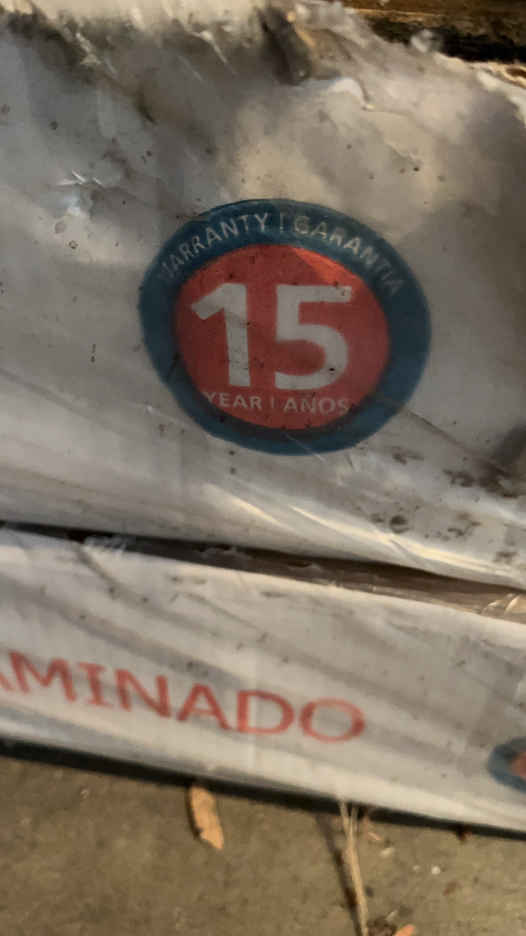 WARRANTY | GARANTIA
15
YEAR | AÑOS
AMINADO